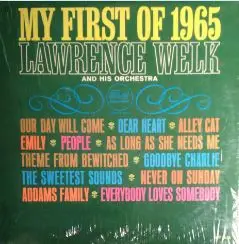 MY FIRST OF 1965
LAWRENCE WELK
AND HIS ORCHESTRA
OUR DAY WILL COME * DEAR HEART * ALLEY CAT
EMILY * PEOPLE * AS LONG AS SHE NEEDS ME
THEME FROM BEWITCHED * GOODBYE CHARLIE
THE SWEETEST SOUNDS * NEVER ON SUNDAY
ADDAMS FAMILY * EVERYBODY LOVES SOMEBODY